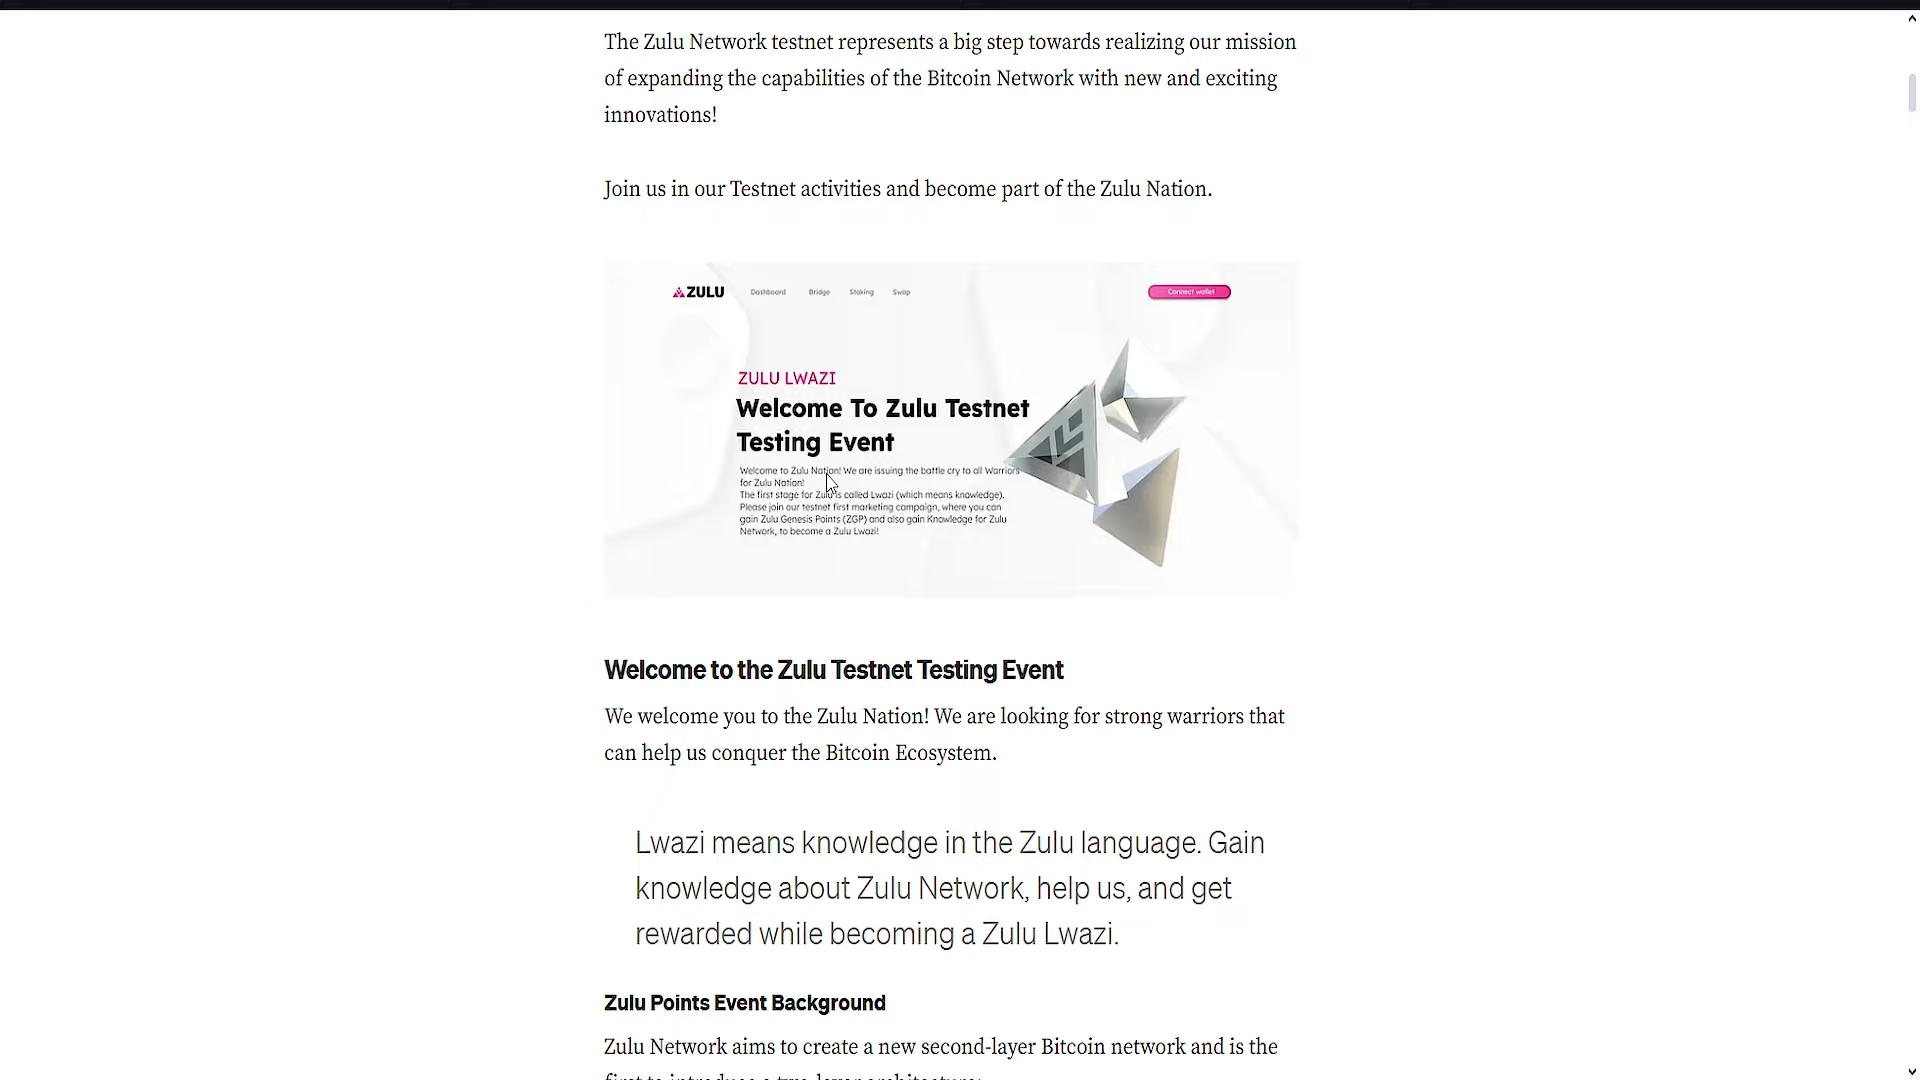 The Zulu Network testnet represents a big step towards realizing our mission
of expanding the capabilities of the Bitcoin Network with new and exciting
innovations!
Join us in our Testnet activities and become part of the Zulu Nation.
ZULU Dashboard Bridge Staking Swap Connect wallet
ZULU LWAZI
Welcome To Zulu Testnet
Testing Event
Welcome to Zulu Nation! We are issuing the battle cry to all Warriors
for Zulu Nation!
The first stage for Zulu is called Lwazi (which means knowledge).
Please join our testnet first marketing campaign, where you can
gain Zulu Genesis Points (ZGP) and also gain Knowledge for Zulu
Network, to become a Zulu Lwazi!
Welcome to the Zulu Testnet Testing Event
We welcome you to the Zulu Nation! We are looking for strong warriors that
can help us conquer the Bitcoin Ecosystem.
Lwazi means knowledge in the Zulu language. Gain
knowledge about Zulu Network, help us, and get
rewarded while becoming a Zulu Lwazi.
Zulu Points Event Background
Zulu Network aims to create a new second-layer Bitcoin network and is the
first to introduce a two-layer architecture: